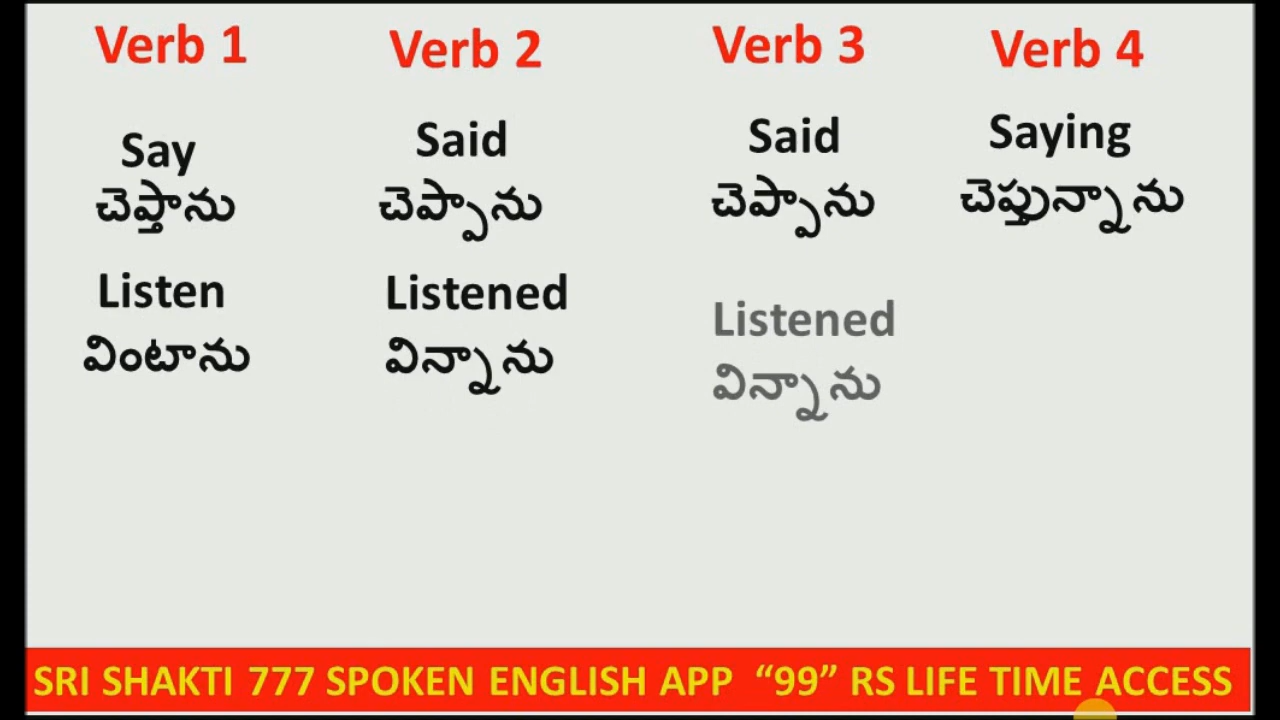 Verb 1 Verb 2 Verb 3 Verb 4
Say Said Said Saying
చెప్తాను చెప్పాను చెప్పాను చెప్తున్నాను
Listen Listened Listened
వింటాను విన్నాను విన్నాను
SRI SHAKTI 777 SPOKEN ENGLISH APP “99” RS LIFE TIME ACCESS